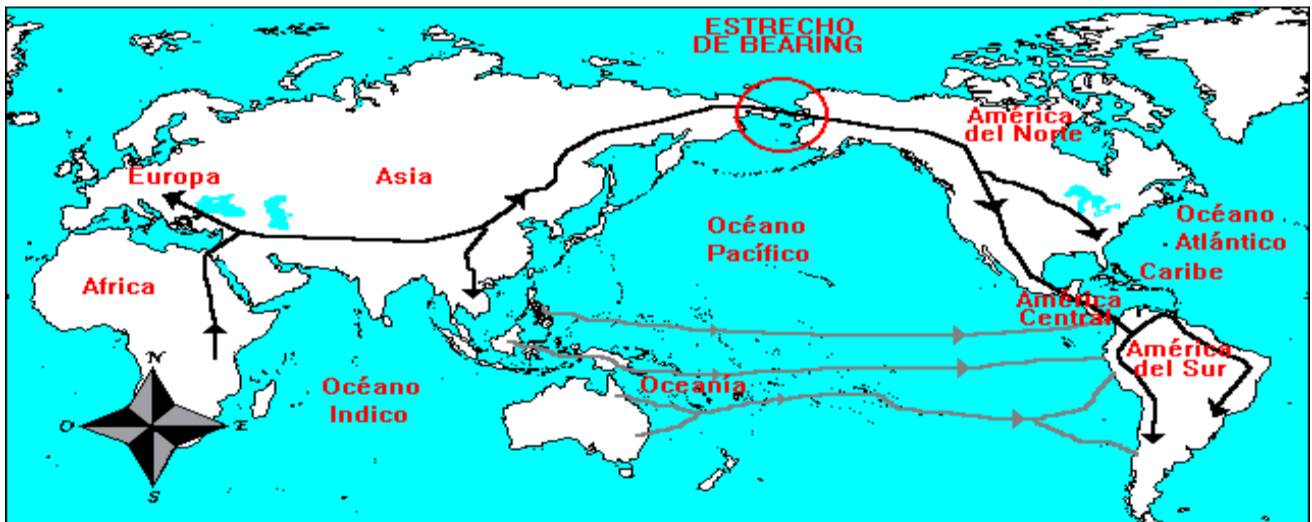 ESTRECHO
DE BEARING
América
del Norte
Europa
Asia
Océano
Pacífico
Océano
Atlántico
Caribe
Africa
América
Central
América
del Sur
Océano
Indico
Oceanía
N
O
E
S